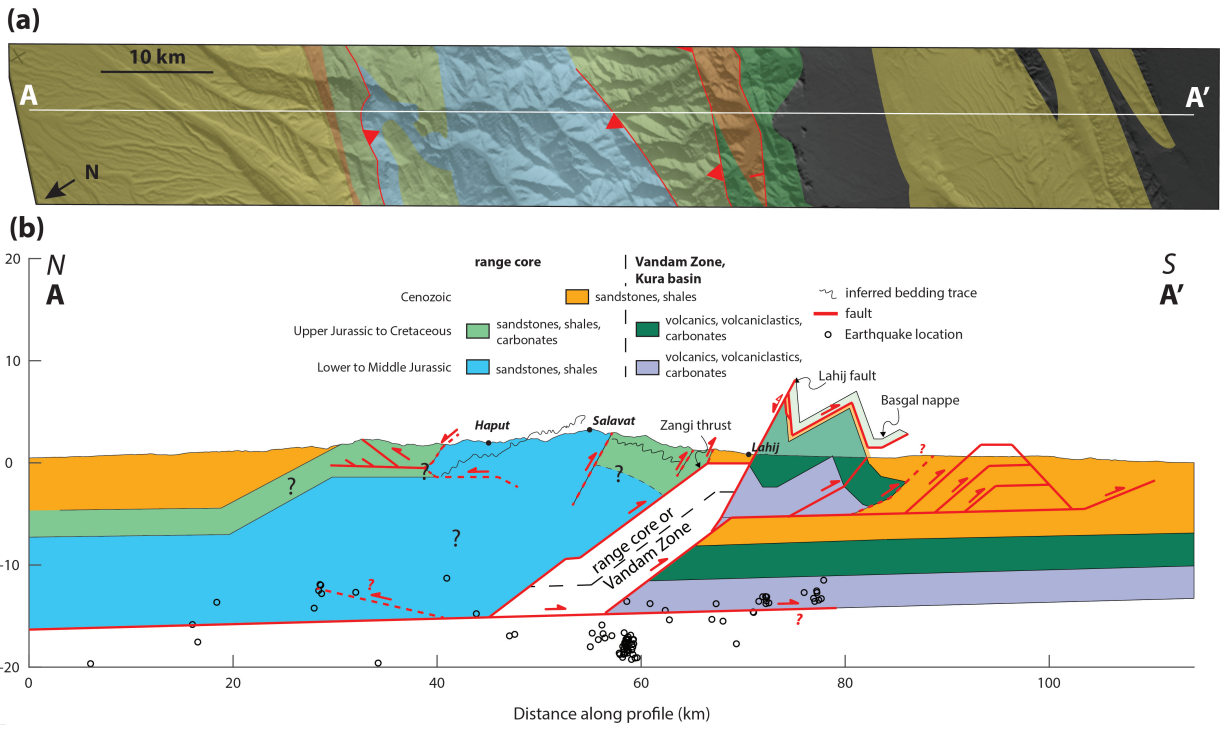 (a)
10 km
A
A’
N
(b)
20
N
A
S
A’
range core
Vandam Zone,
Kura basin
Cenozoic
sandstones, shales
Upper Jurassic to Cretaceous
sandstones, shales,
carbonates
volcanics, volcaniclastics,
carbonates
Lower to Middle Jurassic
sandstones, shales
volcanics, volcaniclastics,
carbonates
inferred bedding trace
fault
Earthquake location
10
Lahij fault
Basgal nappe
Haput
Salavat
Zangi thrust
Lahij
?
0
?
?
?
?
range core or
Vandam Zone
-10
?
?
-20
0
20
40
60
80
100
Distance along profile (km)